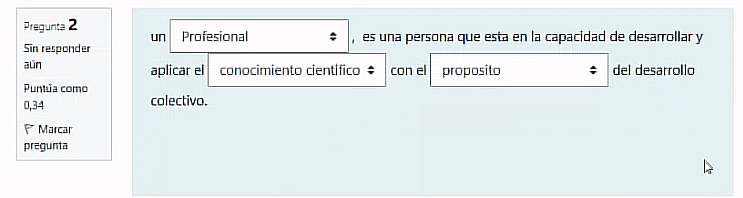 Pregunta 2
Sin responder
aún
Puntúa como
0,34
Marcar
pregunta
un Profesional , es una persona que esta en la capacidad de desarrollar y
aplicar el conocimiento cientifico con el proposito del desarrollo
colectivo.